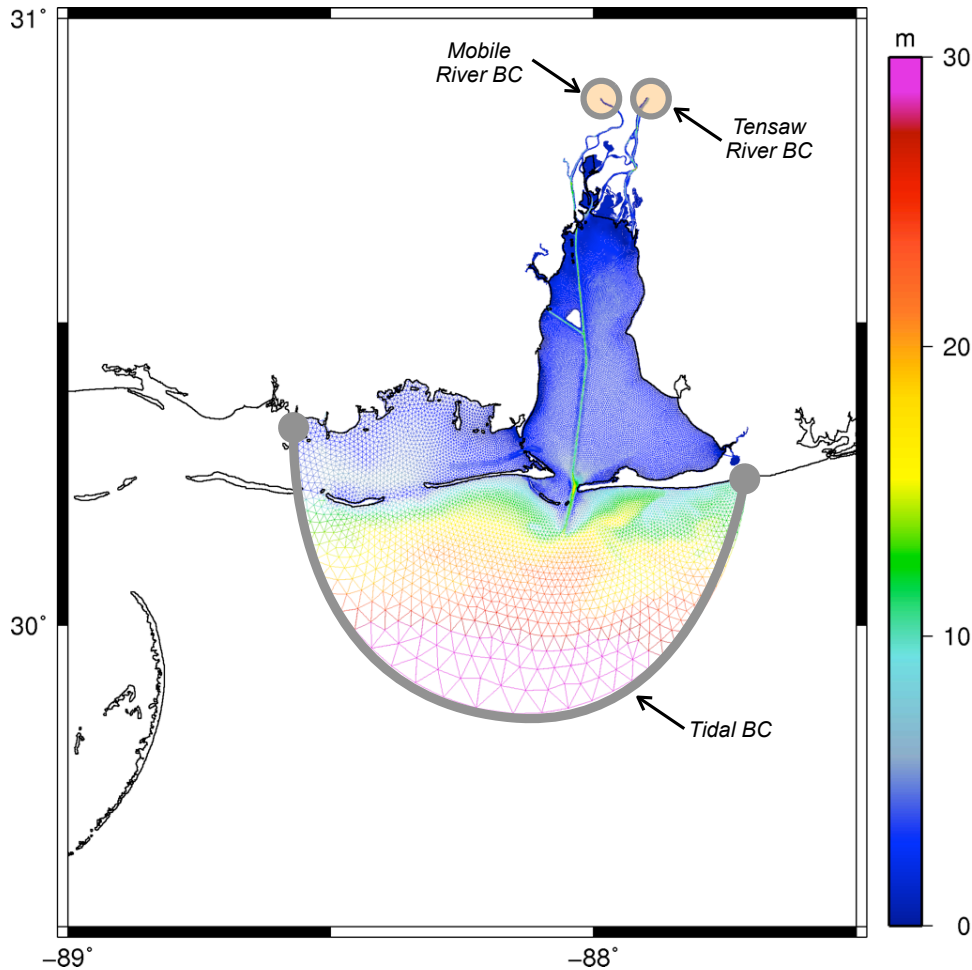 31°
m
30
Mobile
River BC
Tensaw
River BC
20
30°
10
Tidal BC
0
−89°
−88°